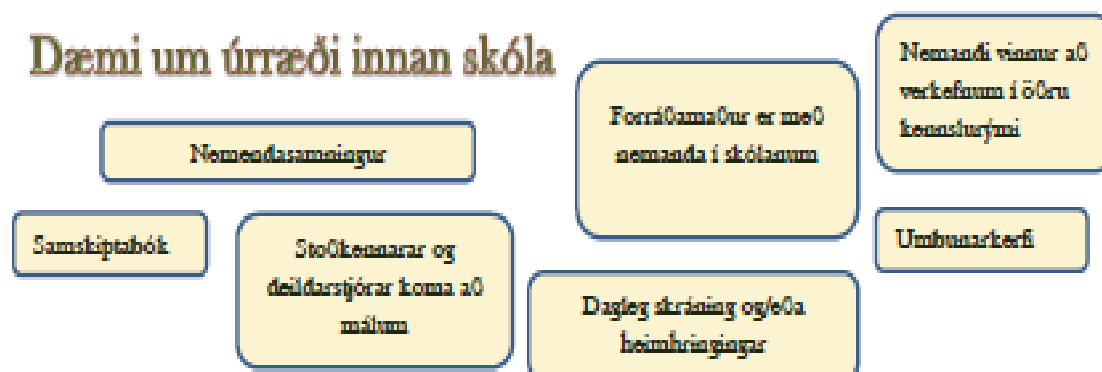 Dæmi um úrræði innan skóla
Nemendasamningur
Samskiptabók
Stoðkennarar og
deildarstjórar koma að
málum
Forráðamaður er með
nemanda í skólanum
Dagleg skráning og/eða
heimhringingar
Nemandi vinnur að
verkefnum í öðru
kennslurými
Umbunarkerfi